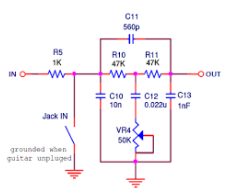 C11
560p
R5
1K
R10
47K
R11
47K
IN
OUT
C10
10n
C12
0.022u
C13
1nF
Jack IN
VR4
50K
grounded when
guitar unpluged